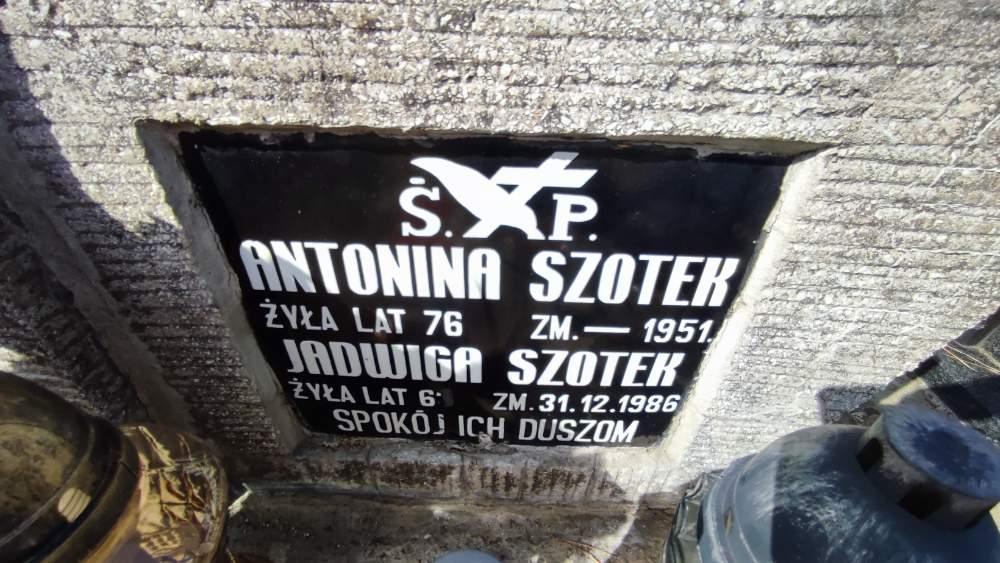 Ś. P.
ANTONINA SZOTEK
ŻYŁA LAT 76 ZM. — 1951.
JADWIGA SZOTEK
ŻYŁA LAT ZM. 31.12.1986
SPOKÓJ ICH DUSZOM